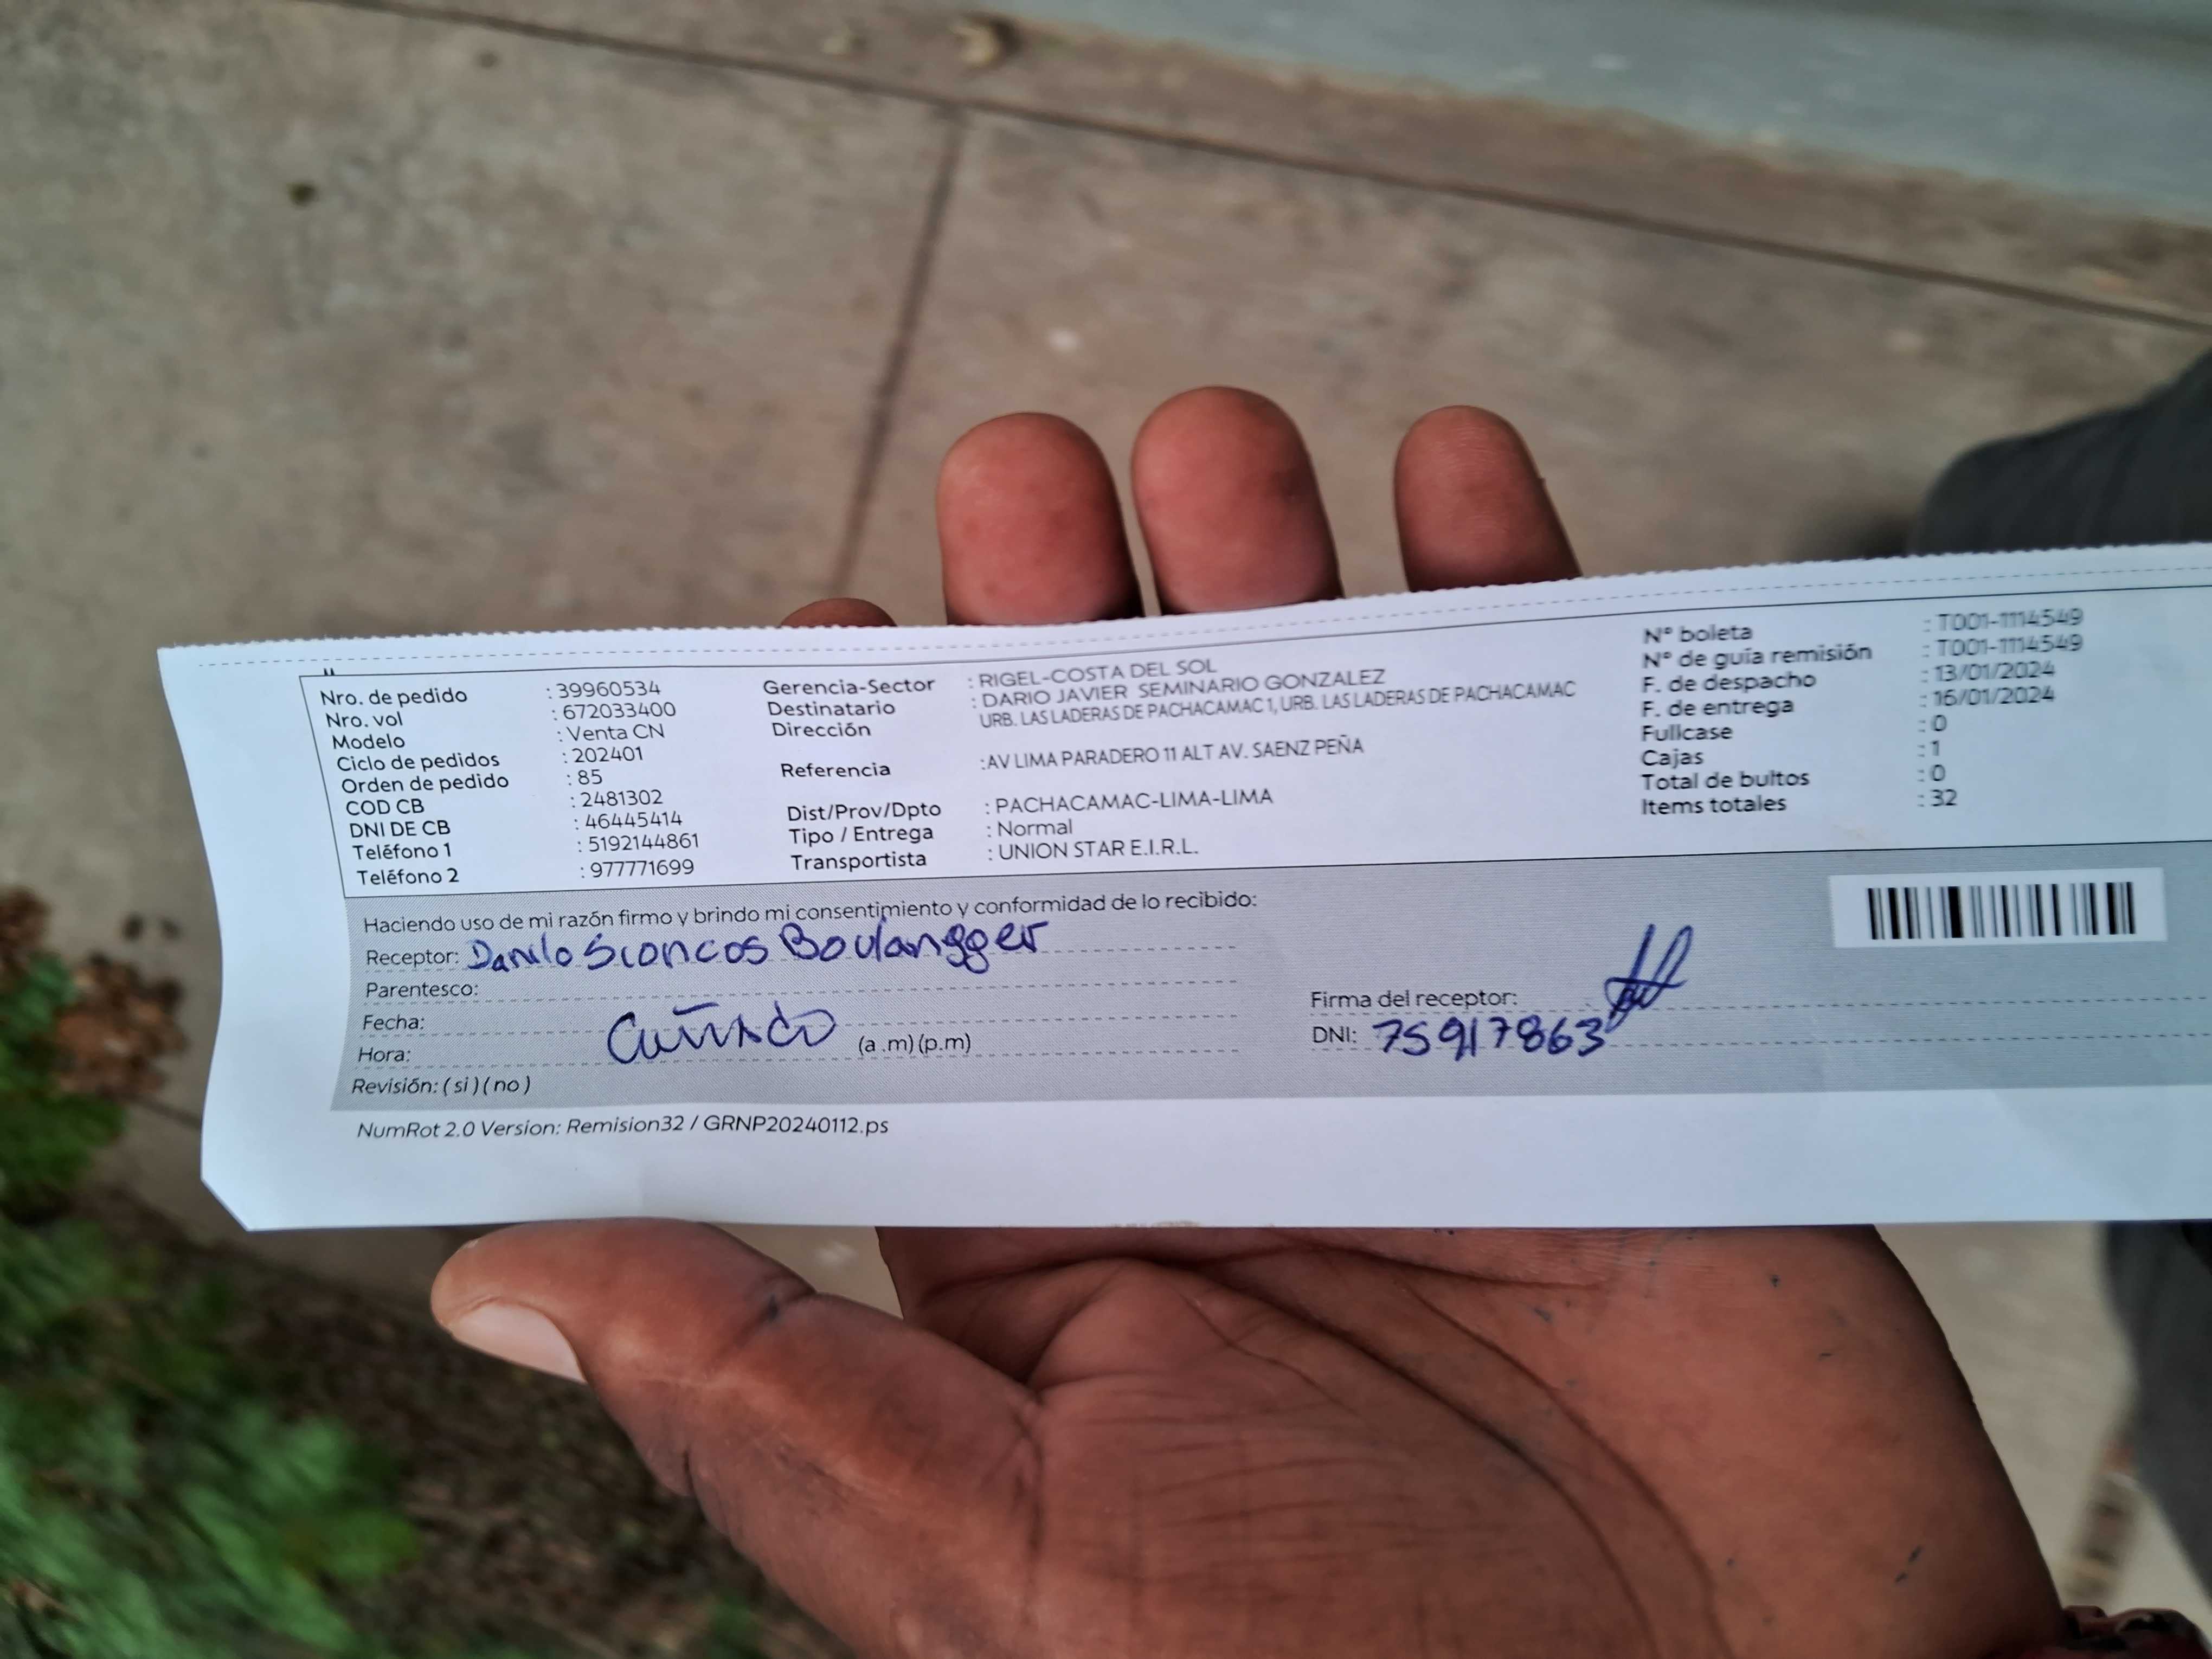 Nro. de pedido : 39960534
Nro. vol : 672033400
Modelo : Venta CN
Ciclo de pedidos : 202401
Orden de pedido : 85
COD CB : 2481302
DNI DE CB : 46445414
Teléfono 1 : 5192144861
Teléfono 2 : 977771699
Gerencia-Sector : RIGEL-COSTA DEL SOL
Destinatario : DARIO JAVIER SEMINARIO GONZALEZ
Dirección URB. LAS LADERAS DE PACHACAMAC 1, URB. LAS LADERAS DE PACHACAMAC
Referencia : AV LIMA PARADERO 11 ALT AV. SAENZ PEÑA
Dist/Prov/Dpto : PACHACAMAC-LIMA-LIMA
Tipo / Entrega : Normal
Transportista : UNION STAR E.I.R.L.
N° boleta : T001-1114549
N° de guía remisión : T001-1114549
F. de despacho : 13/01/2024
F. de entrega : 16/01/2024
Fullcase : 0
Cajas : 1
Total de bultos : 0
Items totales : 32
Haciendo uso de mi razón firmo y brindo mi consentimiento y conformidad de lo recibido:
Receptor: Danilo Sioncos Boulangger
Parentesco:
Fecha:
Cuñado
Hora: (a .m) (p.m)
Revisión: ( si ) ( no )
Firma del receptor:
DNI: 75917863
NumRot 2.0 Version: Remision32 / GRNP20240112.ps